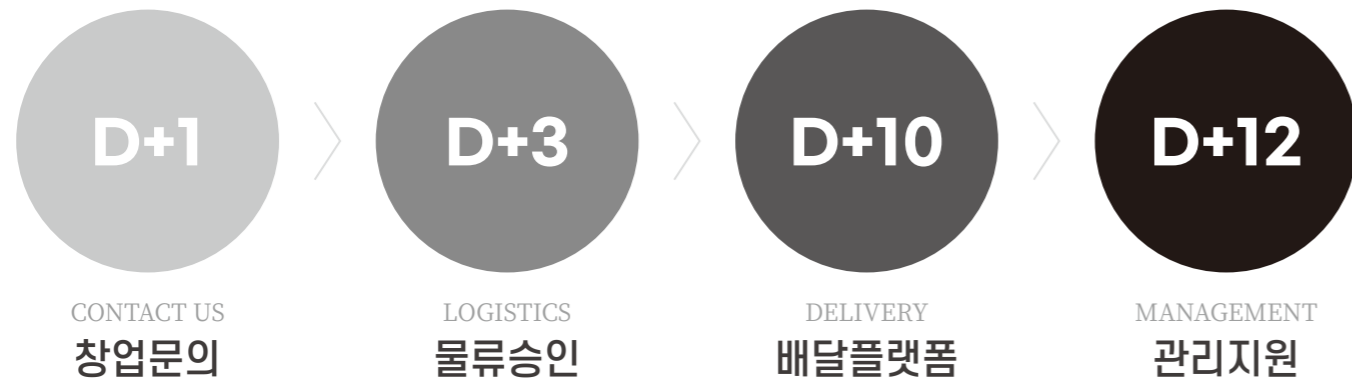 D+1
D+3
D+10
D+12
CONTACT US
창업문의
LOGISTICS
물류승인
DELIVERY
배달플랫폼
MANAGEMENT
관리지원